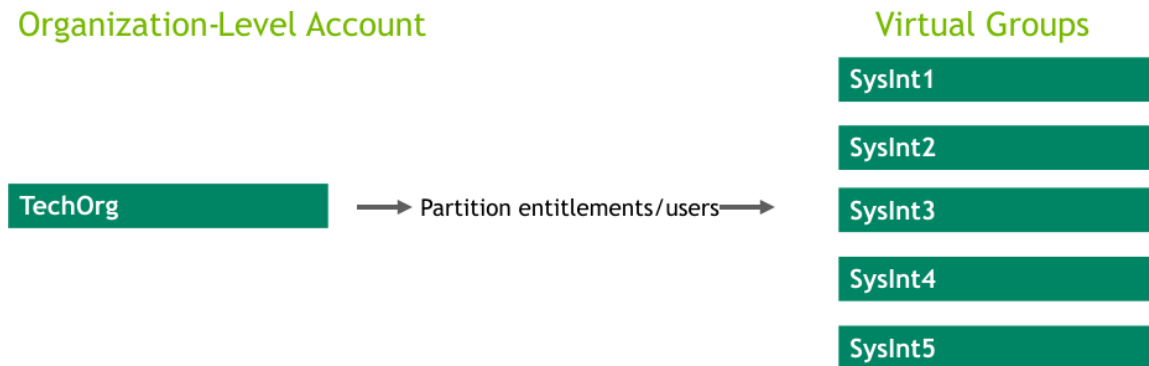 Organization-Level Account
Virtual Groups
SysInt1
SysInt2
TechOrg
Partition entitlements/users
SysInt3
SysInt4
SysInt5